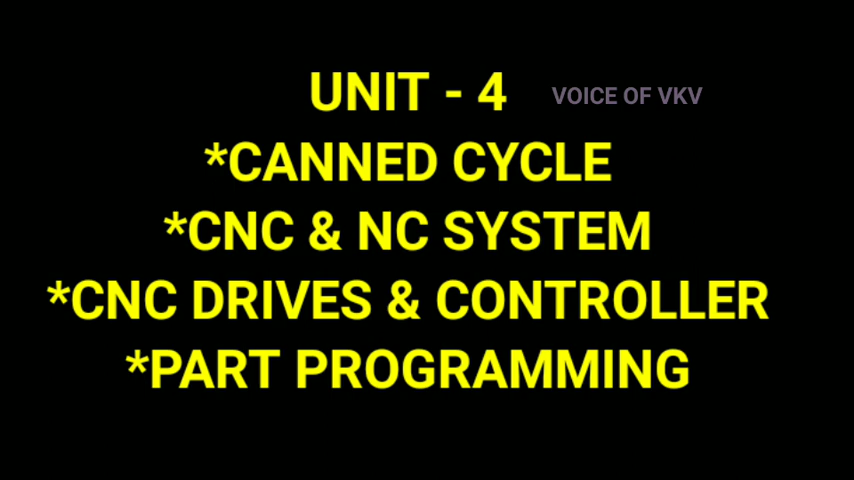 UNIT - 4
VOICE OF VKV
*CANNED CYCLE
*CNC & NC SYSTEM
*CNC DRIVES & CONTROLLER
*PART PROGRAMMING